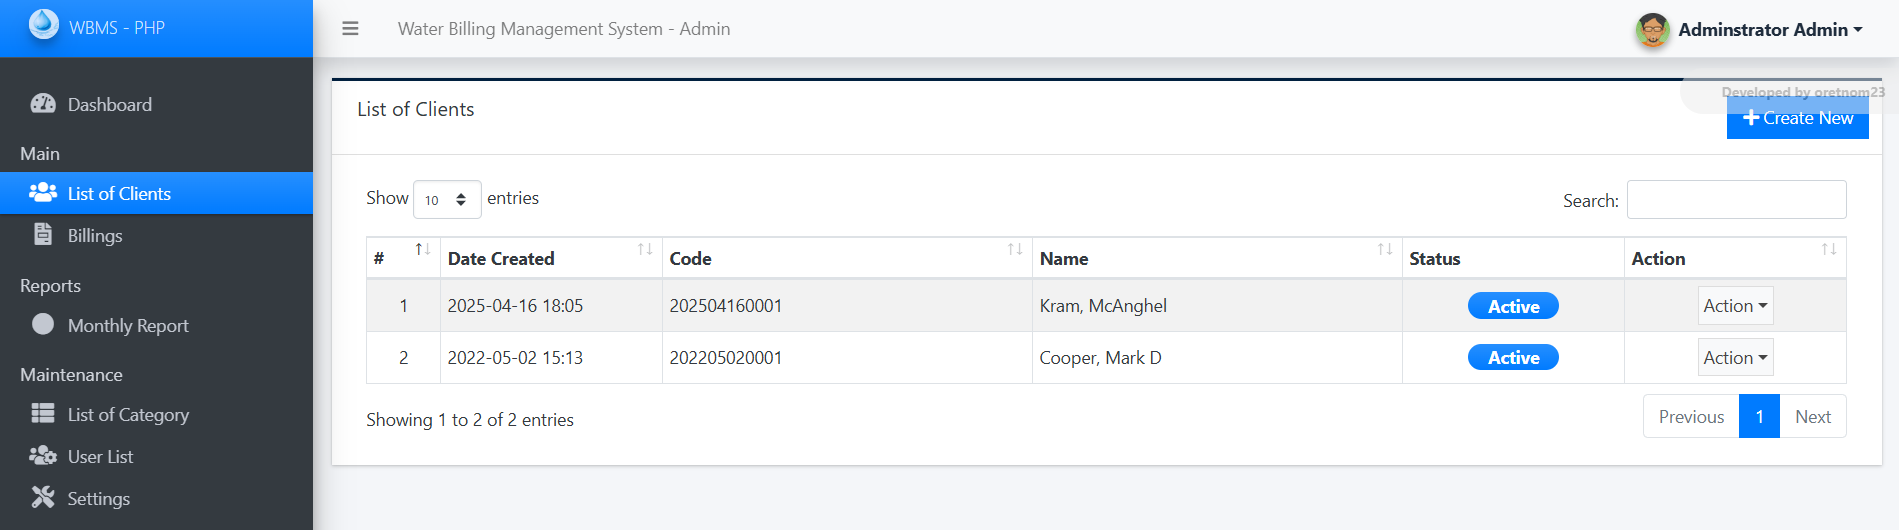 WBMS - PHP
Water Billing Management System - Admin
Adminstrator Admin
Dashboard
Main
List of Clients
Billings
Reports
Monthly Report
Maintenance
List of Category
User List
Settings
List of Clients
Developed by oretnom23
Create New
Show 10 entries
Search:
# Date Created Code Name Status Action
1 2025-04-16 18:05 202504160001 Kram, McAnghel Active Action
2 2022-05-02 15:13 202205020001 Cooper, Mark D Active Action
Showing 1 to 2 of 2 entries
Previous 1 Next